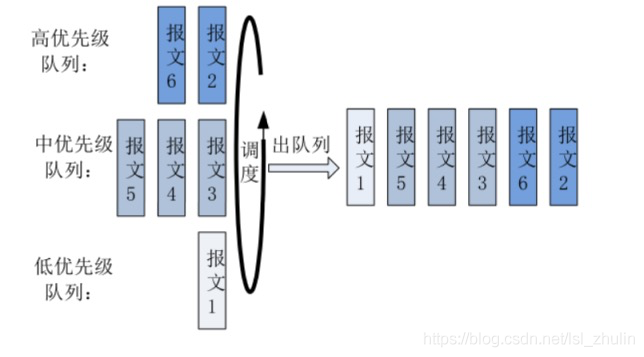 高优先级
队列：
报文6
报文2
中优先级
队列：
报文5
报文4
报文3
调度
出队列
报文1
报文5
报文4
报文3
报文6
报文2
低优先级
队列：
报文1
https://blog.csdn.net/lsl_zhulin